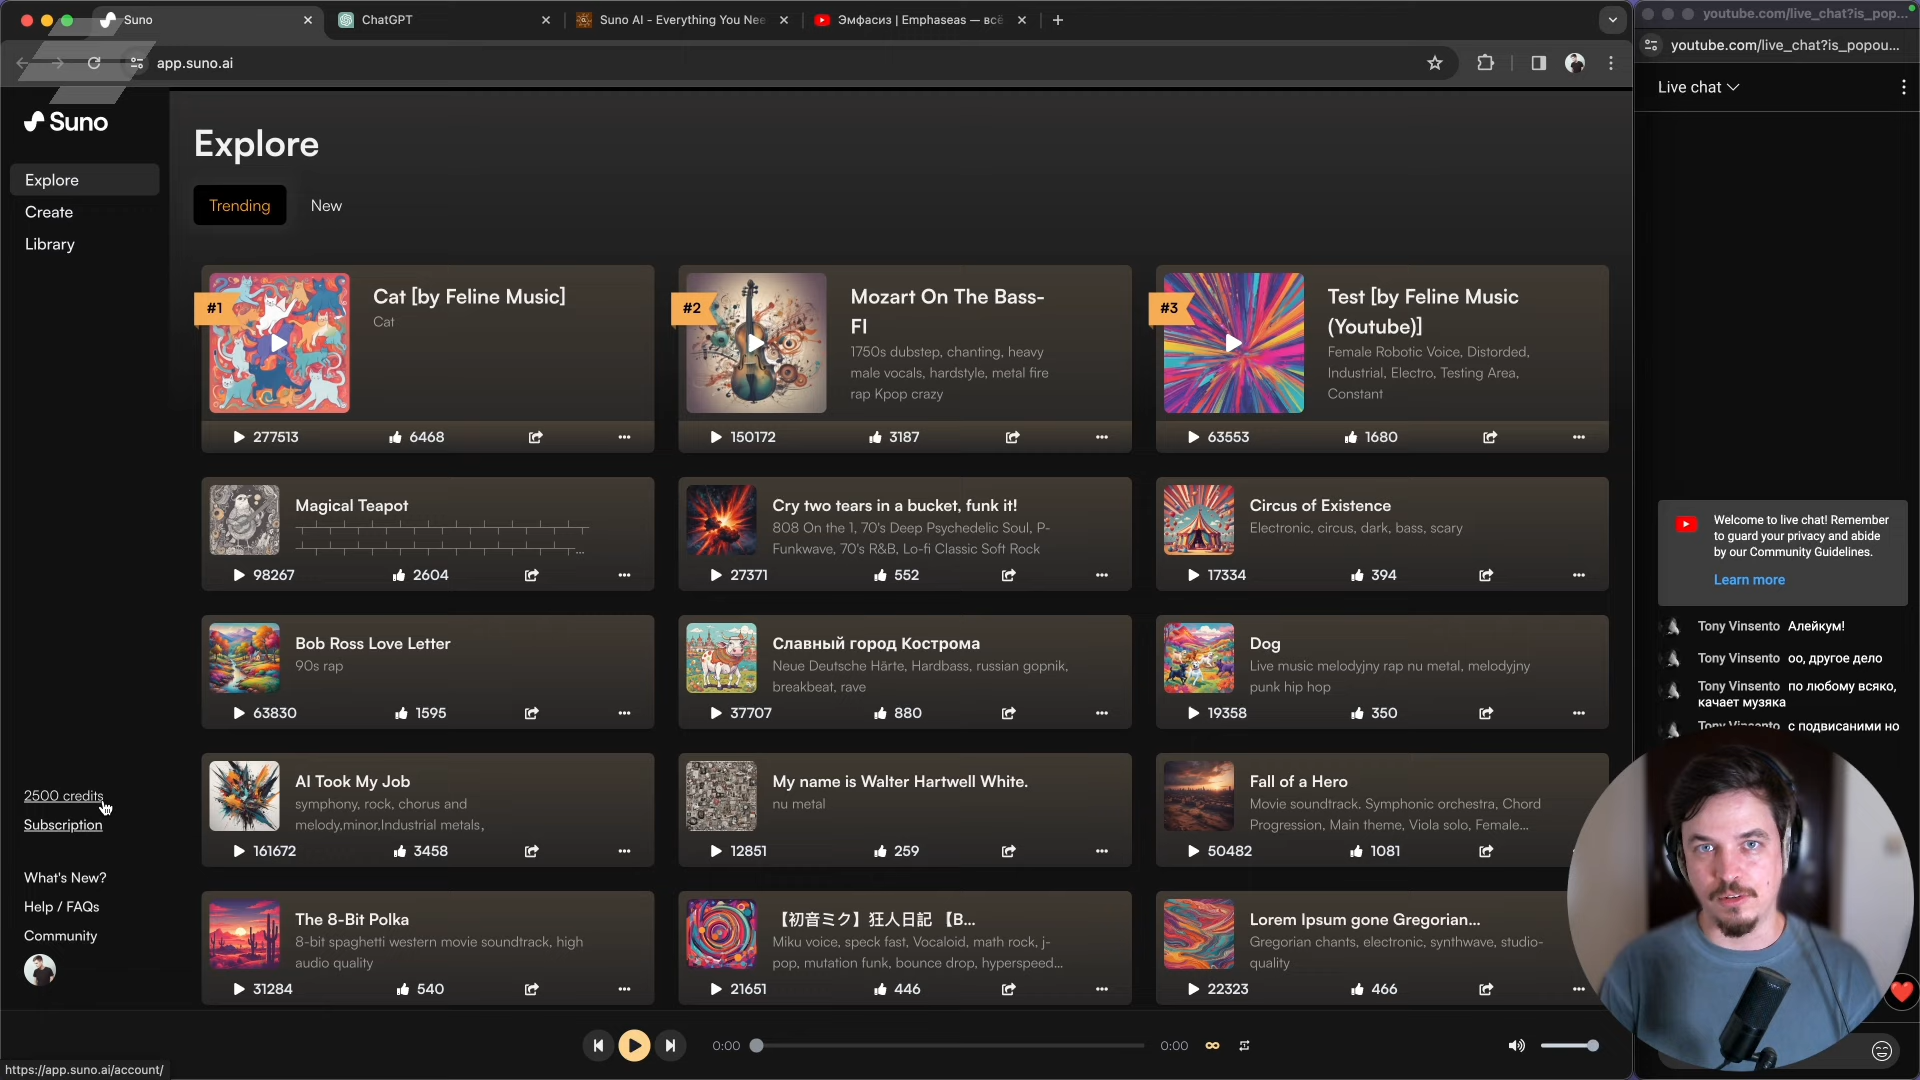 Suno
ChatGPT
Suno AI - Everything You Nee
Эмфасиз | Emphaseas — всё
youtube.com/live_chat?is_pop...
app.suno.ai
youtube.com/live_chat?is_popou...
Live chat
Suno
Explore
Create
Library
Explore
Trending
New
#1
Cat [by Feline Music]
Cat
277513
6468
#2
Mozart On The Bass-
FI
1750s dubstep, chanting, heavy
male vocals, hardstyle, metal fire
rap Kpop crazy
150172
3187
#3
Test [by Feline Music
(Youtube)]
Female Robotic Voice, Distorded,
Industrial, Electro, Testing Area,
Constant
63553
1680
Magical Teapot
98267
2604
Cry two tears in a bucket, funk it!
808 On the 1, 70's Deep Psychedelic Soul, P-
Funkwave, 70's R&B, Lo-fi Classic Soft Rock
27371
552
Circus of Existence
Electronic, circus, dark, bass, scary
17334
394
Bob Ross Love Letter
90s rap
63830
1595
Славный город Кострома
Neue Deutsche Härte, Hardbass, russian gopnik,
breakbeat, rave
37707
880
Dog
Live music melodyjny rap nu metal, melodyjny
punk hip hop
19358
350
AI Took My Job
symphony, rock, chorus and
melody,minor,Industrial metals,
161672
3458
My name is Walter Hartwell White.
nu metal
12851
259
Fall of a Hero
Movie soundtrack. Symphonic orchestra, Chord
Progression, Main theme, Viola solo, Female...
50482
1081
The 8-Bit Polka
8-bit spaghetti western movie soundtrack, high
audio quality
31284
540
【初音ミク】狂人日記 【B...
Miku voice, speck fast, Vocaloid, math rock, j-
pop, mutation funk, bounce drop, hyperspeed...
21651
446
Lorem Ipsum gone Gregorian...
Gregorian chants, electronic, synthwave, studio-
quality
22323
466
2500 credits
Subscription
What's New?
Help / FAQs
Community
0:00
0:00
https://app.suno.ai/account/
Welcome to live chat! Remember
to guard your privacy and abide
by our Community Guidelines.
Learn more
Tony Vinsento Алейкум!
Tony Vinsento оо, другое дело
Tony Vinsento по любому всяко,
качает музяка
Tony Vinsento с подвисаними но